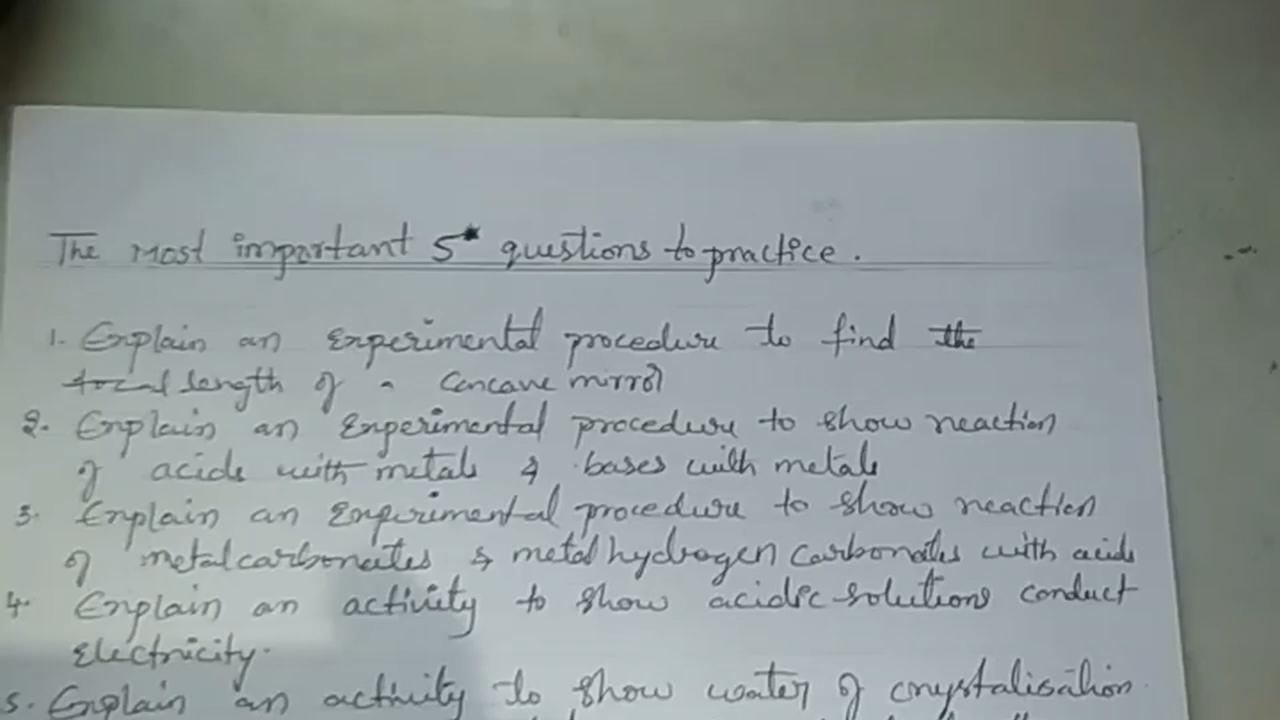 The most important 5* questions to practice.
1. Explain an Experimental procedure to find the
focal length of a Concave mirror
2. Explain an Experimental procedure to show reaction
of acids with metals & bases with metals
3. Explain an Experimental procedure to show reaction
of metal carbonates & metal hydrogen carbonates with acids
4. Explain an activity to show acidic solutions conduct
Electricity.
5. Explain an activity to show water of crystalisation